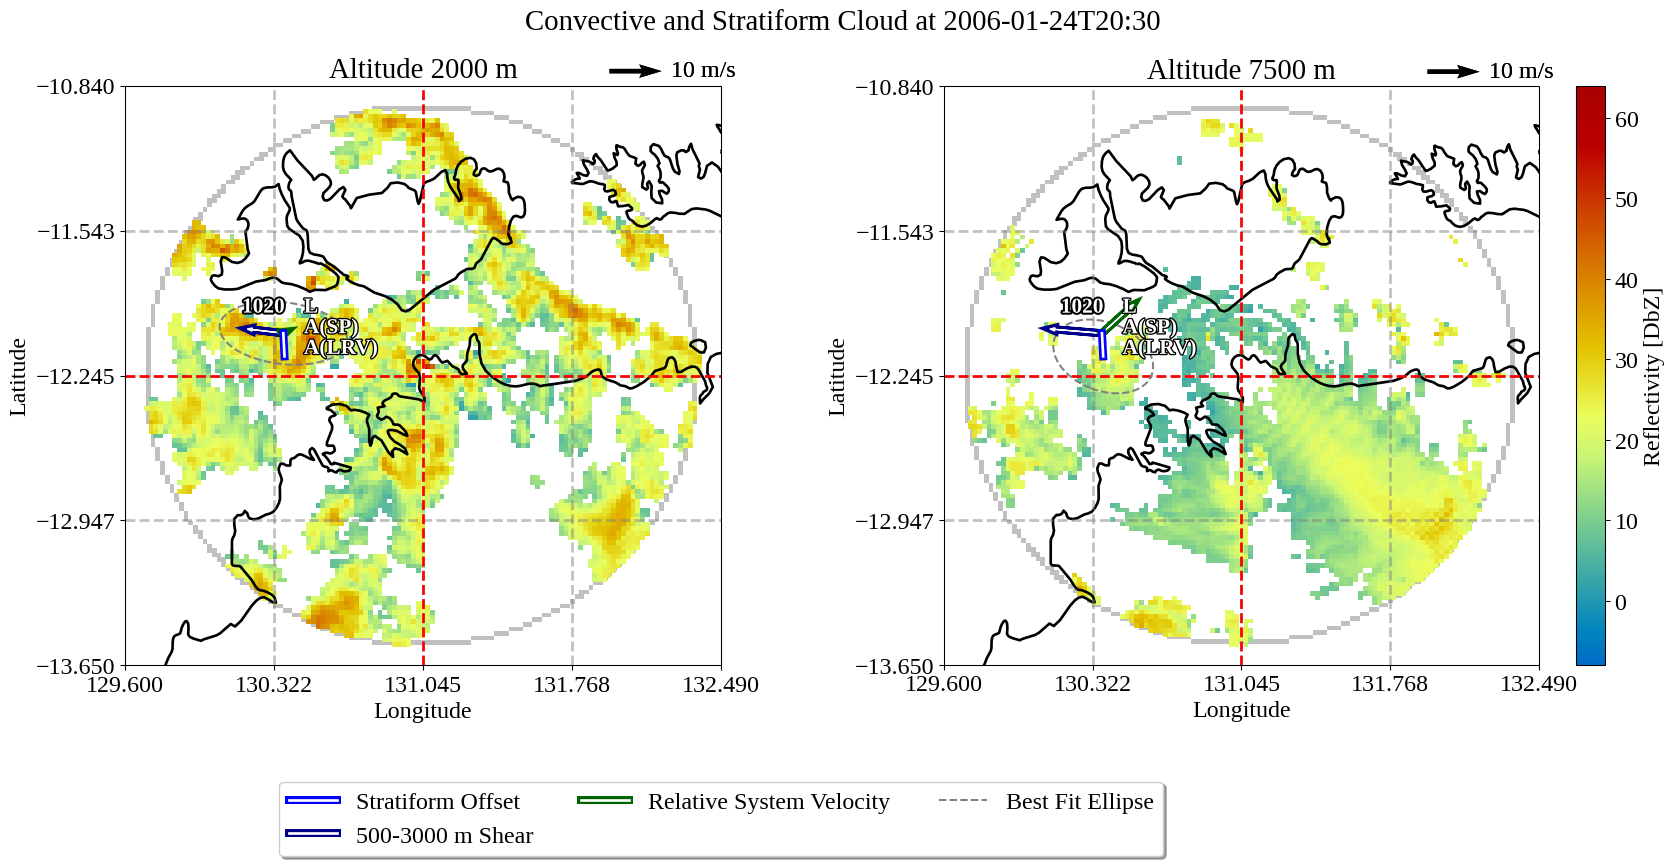 Convective and Stratiform Cloud at 2006-01-24T20:30
Altitude 2000 m
10 m/s
Altitude 7500 m
10 m/s
−10.840
−11.543
−12.245
−12.947
−13.650
Latitude
129.600
130.322
131.045
131.768
132.490
Longitude
1020
L
A(SP)
A(LRV)
−10.840
−11.543
−12.245
−12.947
−13.650
Latitude
129.600
130.322
131.045
131.768
132.490
Longitude
1020
L
A(SP)
A(LRV)
60
50
40
30
20
10
0
Reflectivity [DbZ]
Stratiform Offset
Relative System Velocity
Best Fit Ellipse
500-3000 m Shear